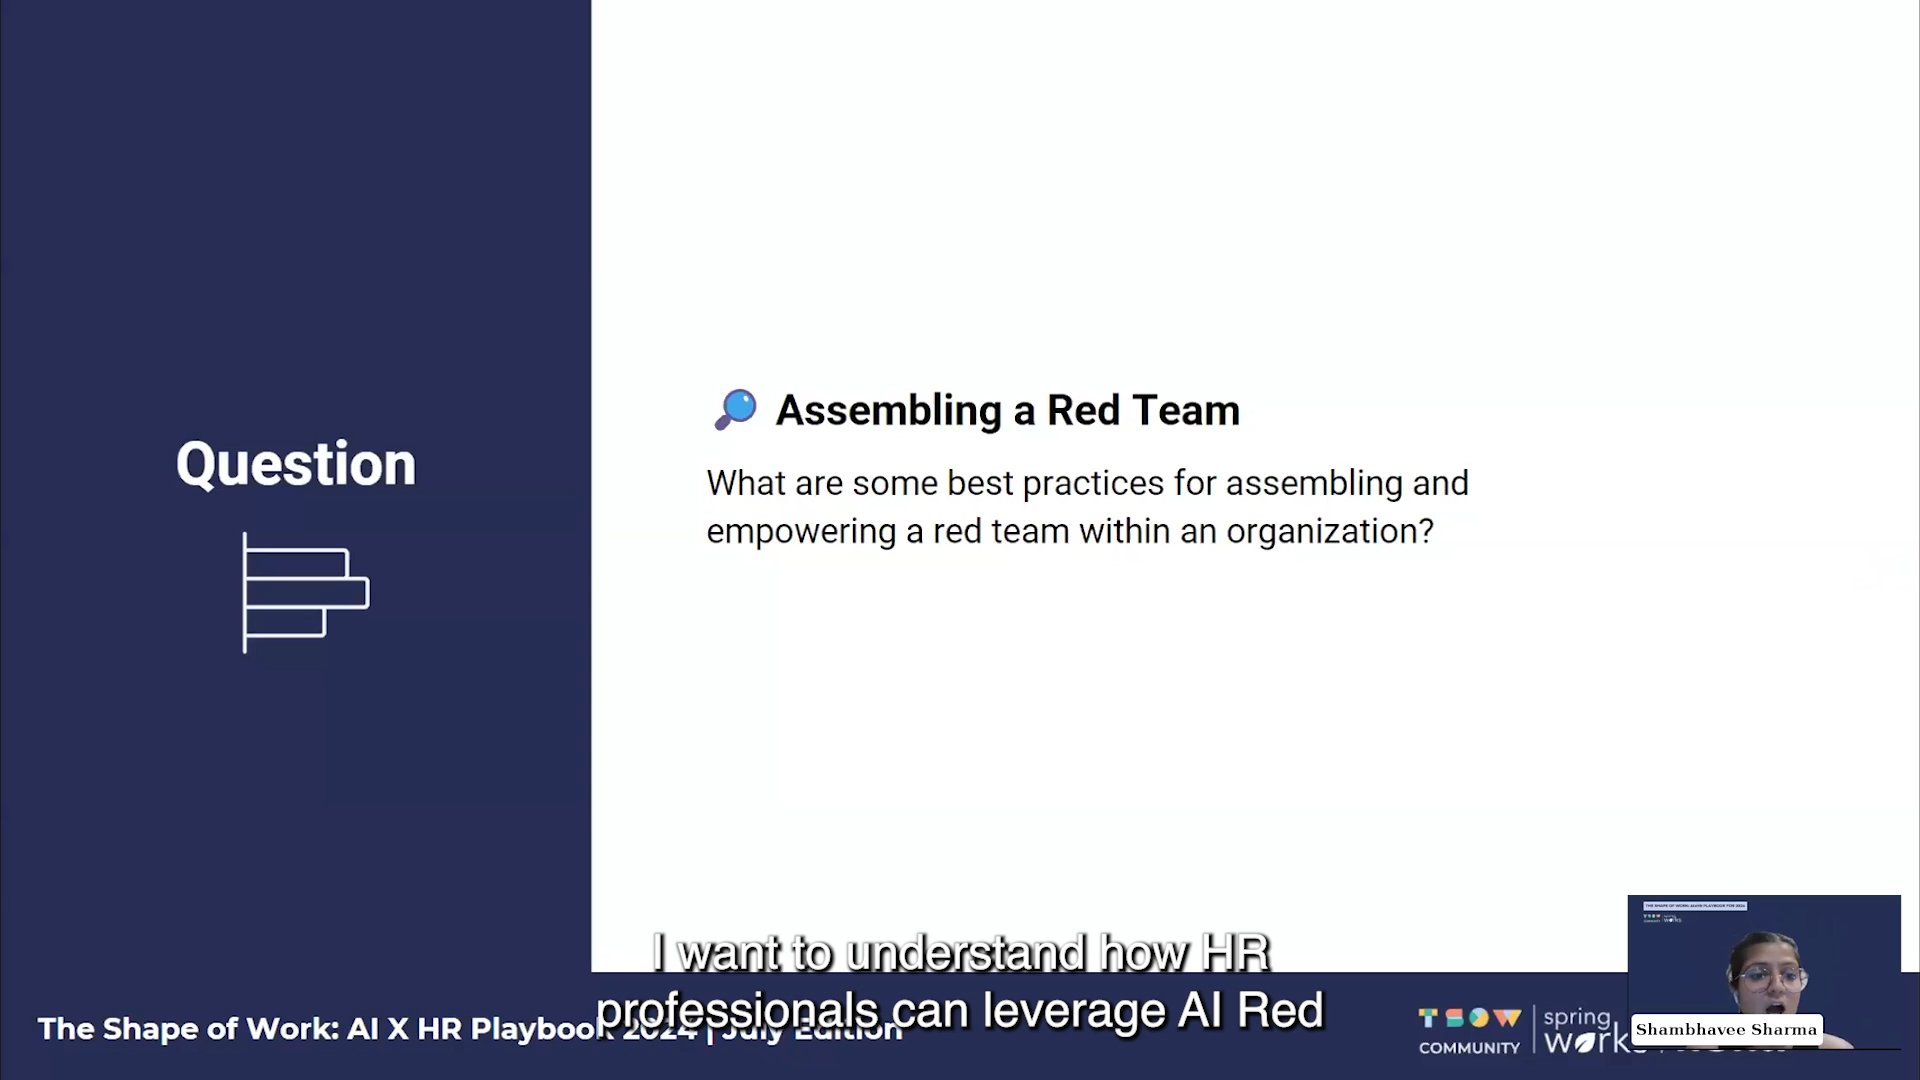 Question
Assembling a Red Team
What are some best practices for assembling and
empowering a red team within an organization?
I want to understand how HR
professionals can leverage AI Red
The Shape of Work: AI X HR Playbook 2024 | July Edition
TSOW
COMMUNITY
spring
works
Shambhavee Sharma